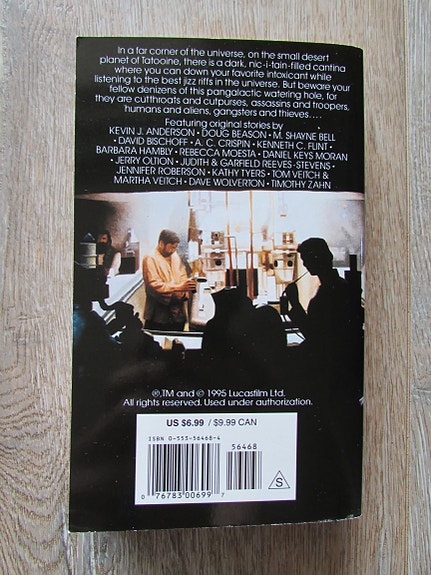 In a far corner of the universe, on the small desert
planet of Tatooine, there is a dark, nic-i-tain-filled cantina
where you can down your favorite intoxicant while
listening to the best jizz riffs in the universe. But beware your
fellow denizens of this pangalactic watering hole, for
they are cutthroats and cutpurses, assassins and troopers,
humans and aliens, gangsters and thieves....
Featuring original stories by
KEVIN J. ANDERSON • DOUG BEASON • M. SHAYNE BELL
• DAVID BISCHOFF • A. C. CRISPIN • KENNETH C. FLINT •
BARBARA HAMBLY • REBECCA MOESTA • DANIEL KEYS MORAN
• JERRY OLTION • JUDITH & GARFIELD REEVES-STEVENS •
JENNIFER ROBERSON • KATHY TYERS • TOM VEITCH &
MARTHA VEITCH • DAVE WOLVERTON • TIMOTHY ZAHN
®,TM and © 1995 Lucasfilm Ltd.
All rights reserved. Used under authorization.
US $6.99 / $9.99 CAN
ISBN 0-553-56468-4
56468
0 76783 00699 7
S